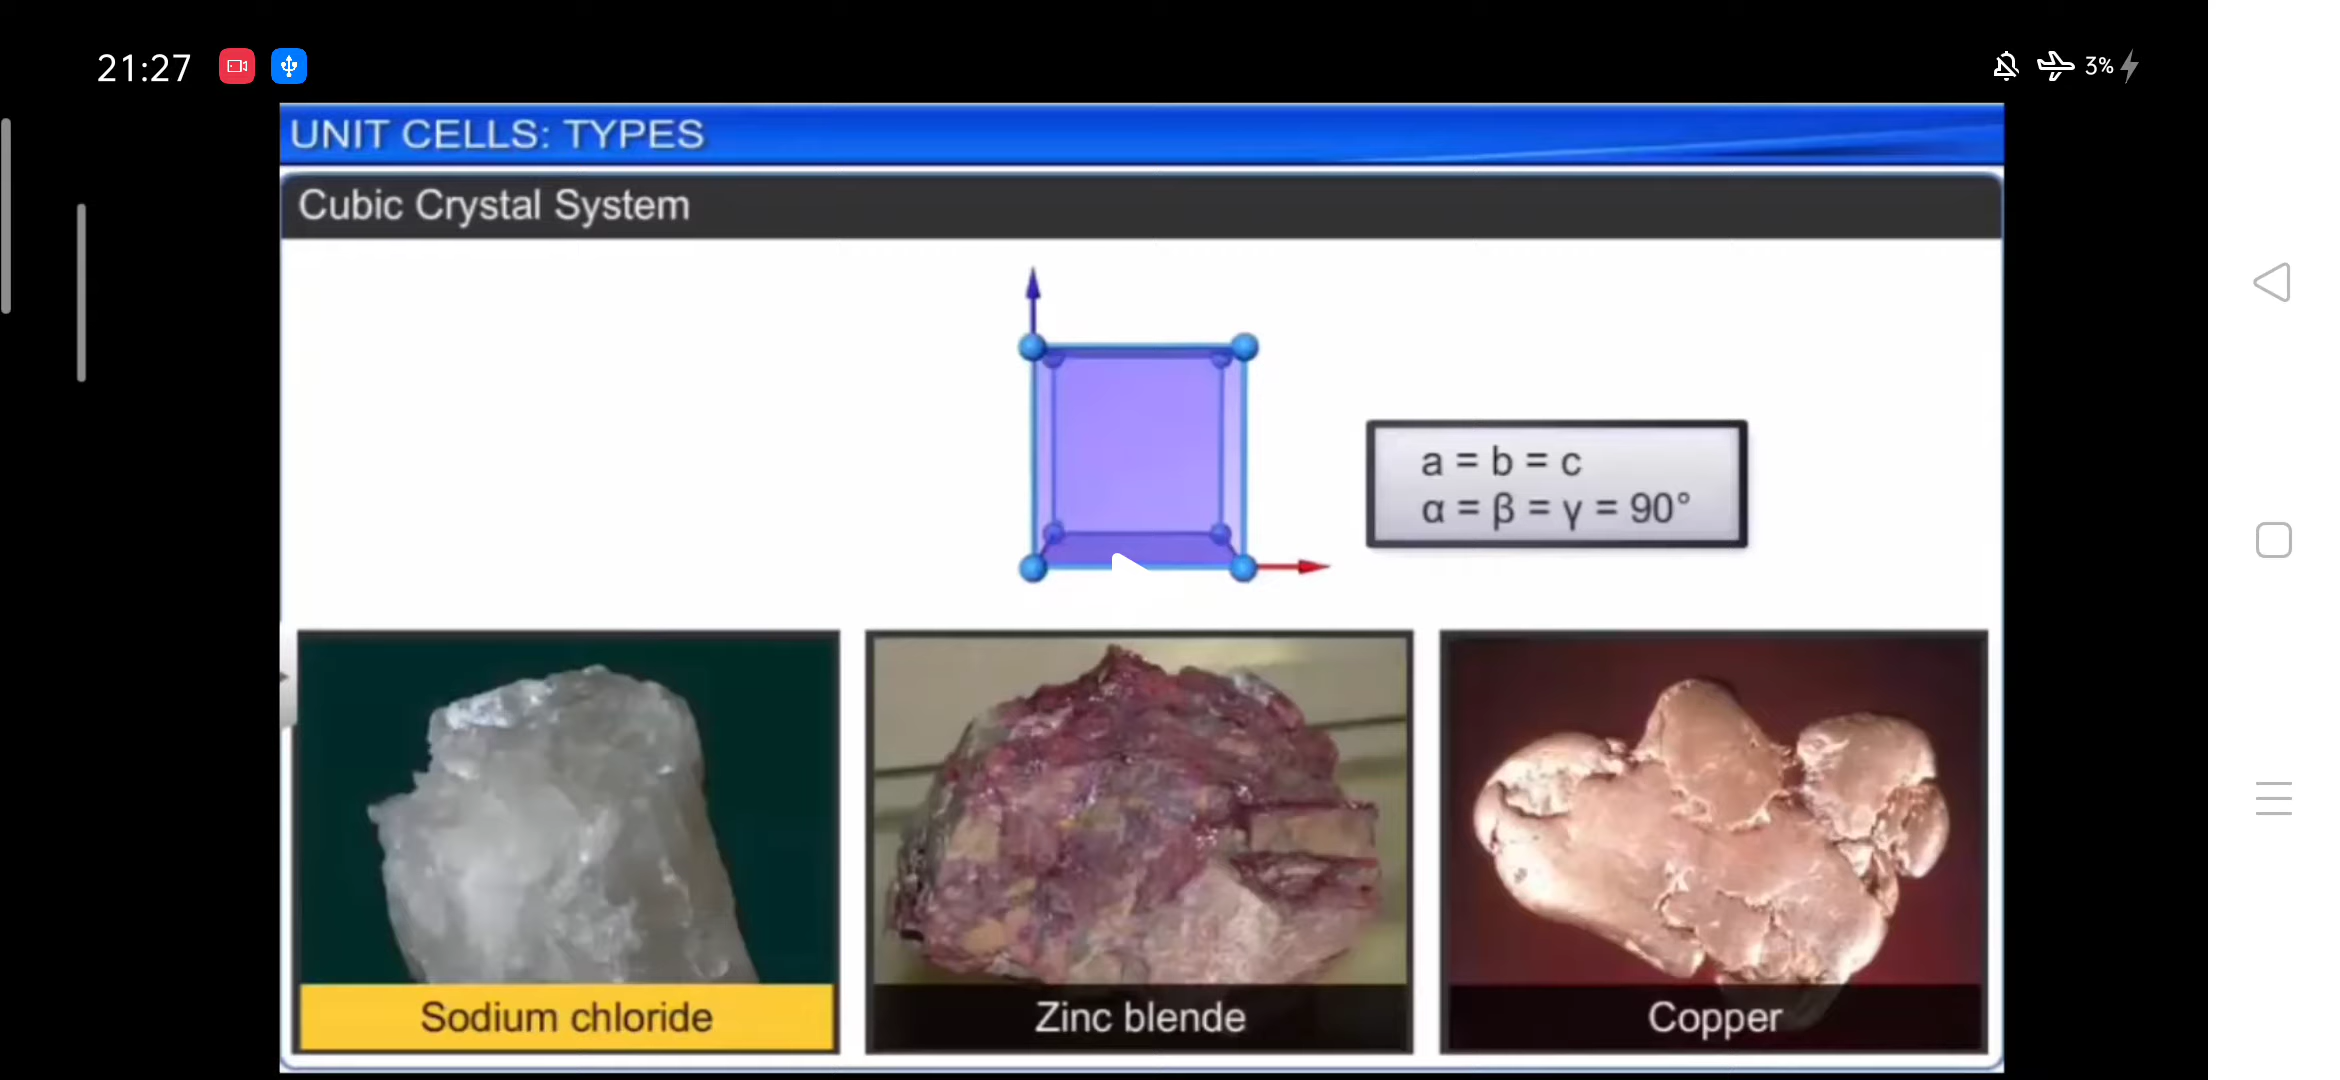 21:27
3%
UNIT CELLS: TYPES
Cubic Crystal System
a = b = c
α = β = γ = 90°
Sodium chloride
Zinc blende
Copper